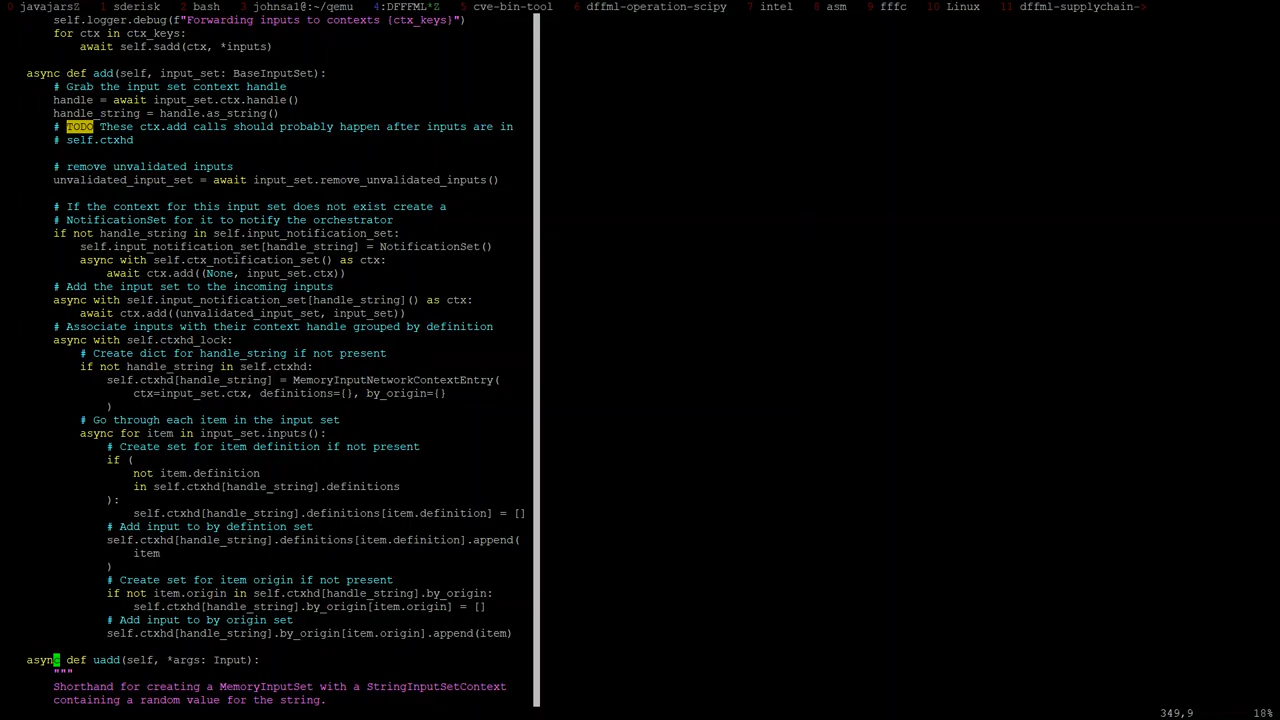 0 javajarsZ  1 sderisk  2 bash  3 johnsal@:~/qemu  4:DFFFML*Z  5 cve-bin-tool  6 dffml-operation-scipy  7 intel  8 asm  9 fffc  10 Linux  11 dffml-supplychain->
self.logger.debug(f"Forwarding inputs to contexts {ctx_keys}")
for ctx in ctx_keys:
await self.sadd(ctx, *inputs)
async def add(self, input_set: BaseInputSet):
# Grab the input set context handle
handle = await input_set.ctx.handle()
handle_string = handle.as_string()
# TODO These ctx.add calls should probably happen after inputs are in
# self.ctxhd
# remove unvalidated inputs
unvalidated_input_set = await input_set.remove_unvalidated_inputs()
# If the context for this input set does not exist create a
# NotificationSet for it to notify the orchestrator
if not handle_string in self.input_notification_set:
self.input_notification_set[handle_string] = NotificationSet()
async with self.ctx_notification_set() as ctx:
await ctx.add((None, input_set.ctx))
# Add the input set to the incoming inputs
async with self.input_notification_set[handle_string]() as ctx:
await ctx.add((unvalidated_input_set, input_set))
# Associate inputs with their context handle grouped by definition
async with self.ctxhd_lock:
# Create dict for handle_string if not present
if not handle_string in self.ctxhd:
self.ctxhd[handle_string] = MemoryInputNetworkContextEntry(
ctx=input_set.ctx, definitions={}, by_origin={}
)
# Go through each item in the input set
async for item in input_set.inputs():
# Create set for item definition if not present
if (
not item.definition
in self.ctxhd[handle_string].definitions
):
self.ctxhd[handle_string].definitions[item.definition] = []
# Add input to by defintion set
self.ctxhd[handle_string].definitions[item.definition].append(
item
)
# Create set for item origin if not present
if not item.origin in self.ctxhd[handle_string].by_origin:
self.ctxhd[handle_string].by_origin[item.origin] = []
# Add input to by origin set
self.ctxhd[handle_string].by_origin[item.origin].append(item)
async def uadd(self, *args: Input):
"""
Shorthand for creating a MemoryInputSet with a StringInputSetContext
containing a random value for the string.
349,9  18%